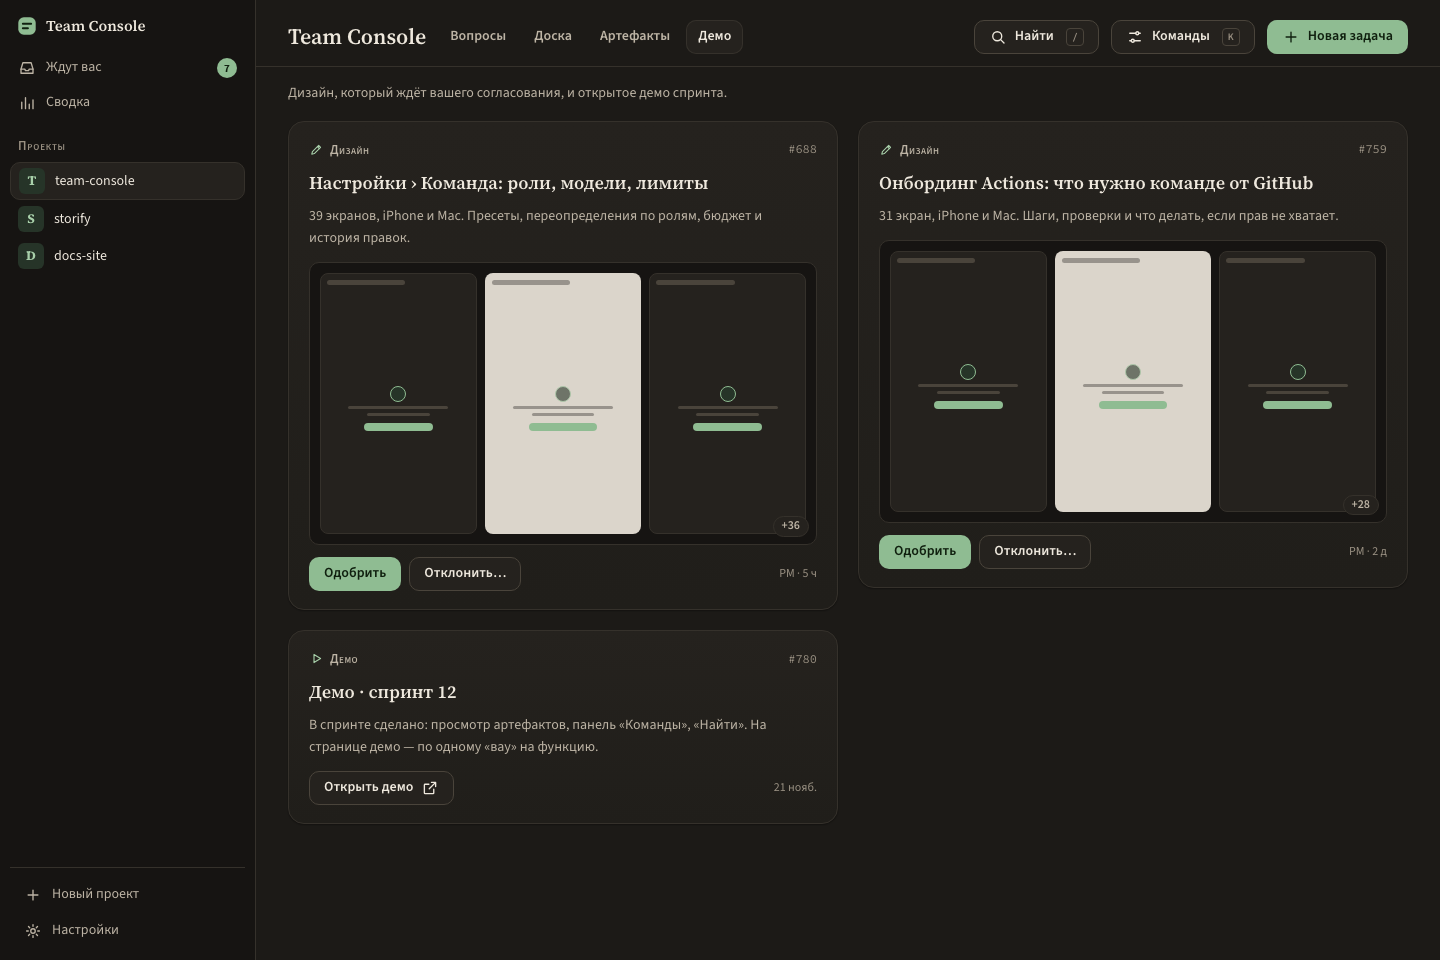 Team Console
Ждут вас
7
Сводка
Проекты
T
team-console
S
storify
D
docs-site
Новый проект
Настройки
Team Console
Вопросы
Доска
Артефакты
Демо
Найти
/
Команды
K
Новая задача
Дизайн, который ждёт вашего согласования, и открытое демо спринта.
Дизайн
#688
Настройки › Команда: роли, модели, лимиты
39 экранов, iPhone и Mac. Пресеты, переопределения по ролям, бюджет и
история правок.
+36
Одобрить
Отклонить…
PM · 5 ч
Дизайн
#759
Онбординг Actions: что нужно команде от GitHub
31 экран, iPhone и Mac. Шаги, проверки и что делать, если прав не хватает.
+28
Одобрить
Отклонить…
PM · 2 д
Демо
#780
Демо · спринт 12
В спринте сделано: просмотр артефактов, панель «Команды», «Найти». На
странице демо — по одному «вау» на функцию.
Открыть демо
21 нояб.